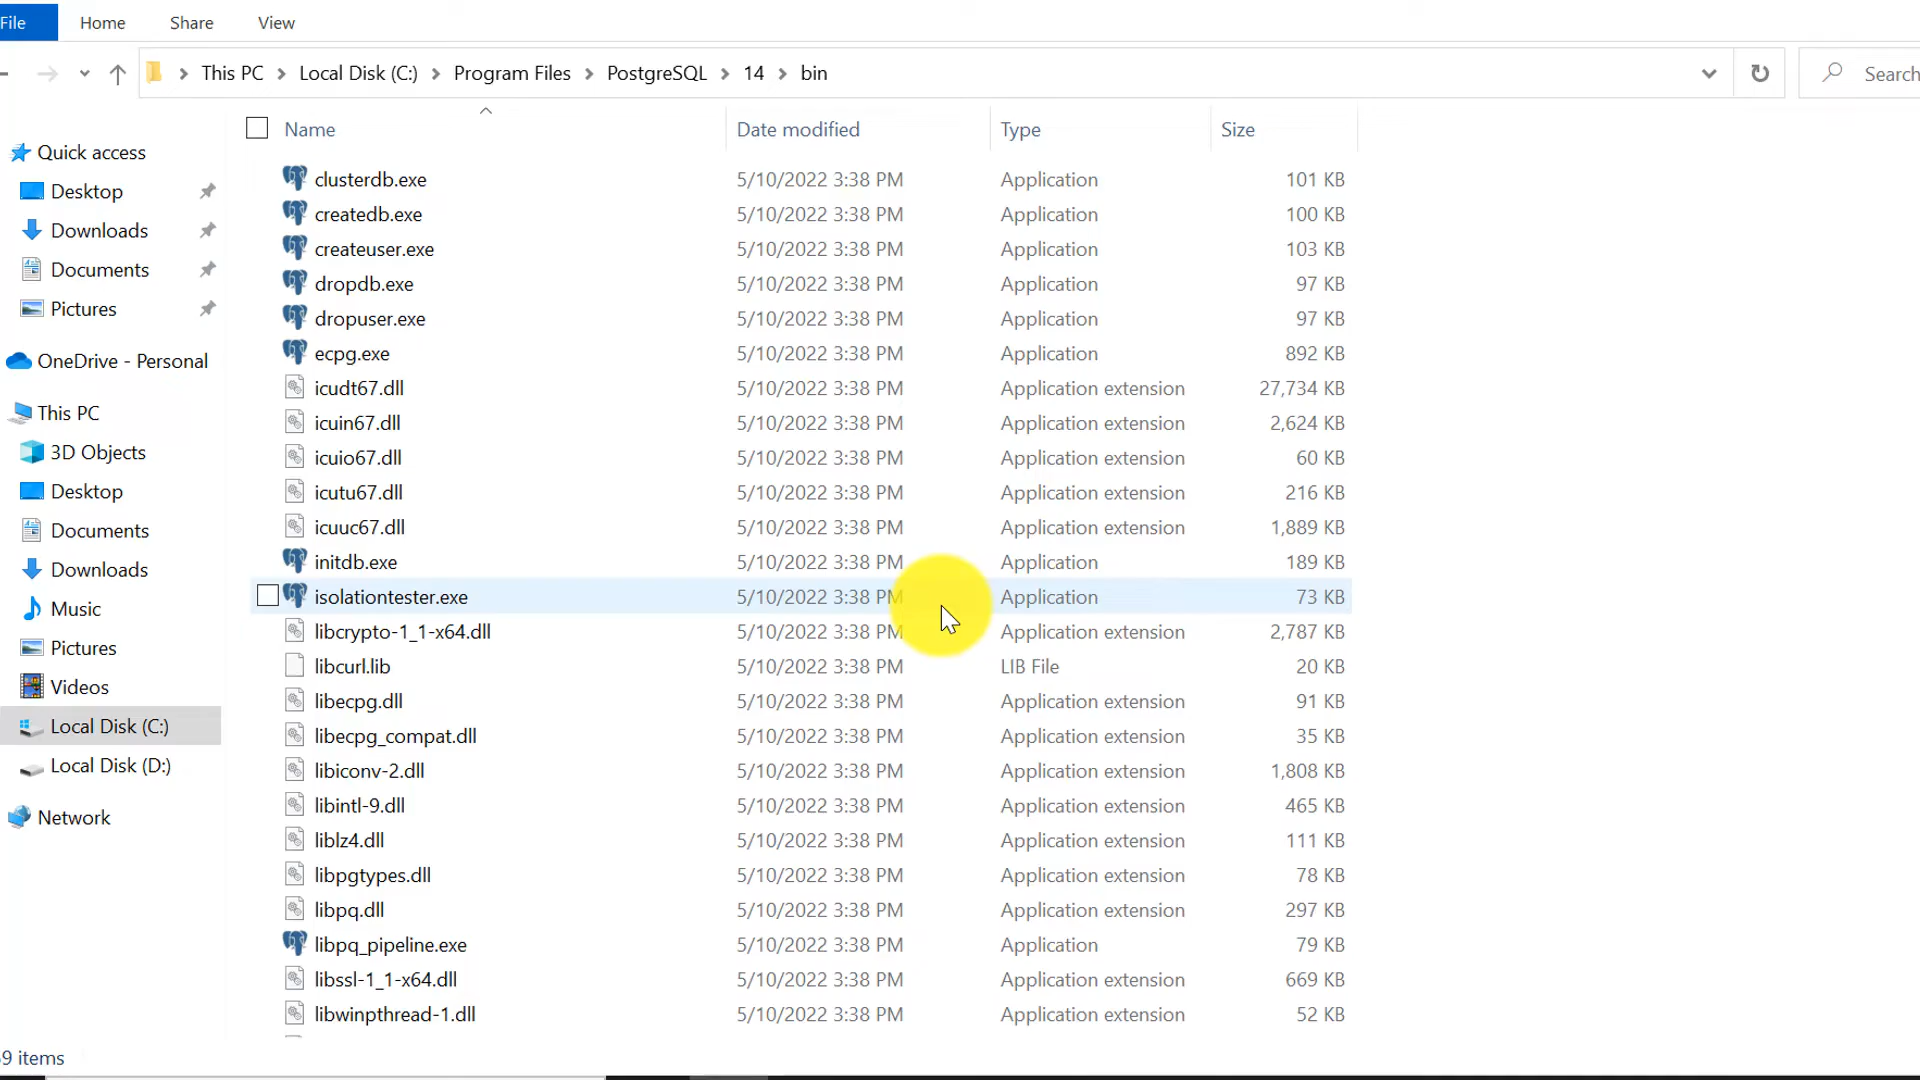 File Home Share View
This PC Local Disk (C:) Program Files PostgreSQL 14 bin Search
Name Date modified Type Size
Quick access
Desktop
Downloads
Documents
Pictures
OneDrive - Personal
This PC
3D Objects
Desktop
Documents
Downloads
Music
Pictures
Videos
Local Disk (C:)
Local Disk (D:)
Network
clusterdb.exe 5/10/2022 3:38 PM Application 101 KB
createdb.exe 5/10/2022 3:38 PM Application 100 KB
createuser.exe 5/10/2022 3:38 PM Application 103 KB
dropdb.exe 5/10/2022 3:38 PM Application 97 KB
dropuser.exe 5/10/2022 3:38 PM Application 97 KB
ecpg.exe 5/10/2022 3:38 PM Application 892 KB
icudt67.dll 5/10/2022 3:38 PM Application extension 27,734 KB
icuin67.dll 5/10/2022 3:38 PM Application extension 2,624 KB
icuio67.dll 5/10/2022 3:38 PM Application extension 60 KB
icutu67.dll 5/10/2022 3:38 PM Application extension 216 KB
icuuc67.dll 5/10/2022 3:38 PM Application extension 1,889 KB
initdb.exe 5/10/2022 3:38 PM Application 189 KB
isolationtester.exe 5/10/2022 3:38 PM Application 73 KB
libcrypto-1_1-x64.dll 5/10/2022 3:38 PM Application extension 2,787 KB
libcurl.lib 5/10/2022 3:38 PM LIB File 20 KB
libecpg.dll 5/10/2022 3:38 PM Application extension 91 KB
libecpg_compat.dll 5/10/2022 3:38 PM Application extension 35 KB
libiconv-2.dll 5/10/2022 3:38 PM Application extension 1,808 KB
libintl-9.dll 5/10/2022 3:38 PM Application extension 465 KB
liblz4.dll 5/10/2022 3:38 PM Application extension 111 KB
libpgtypes.dll 5/10/2022 3:38 PM Application extension 78 KB
libpq.dll 5/10/2022 3:38 PM Application extension 297 KB
libpq_pipeline.exe 5/10/2022 3:38 PM Application 79 KB
libssl-1_1-x64.dll 5/10/2022 3:38 PM Application extension 669 KB
libwinpthread-1.dll 5/10/2022 3:38 PM Application extension 52 KB
9 items